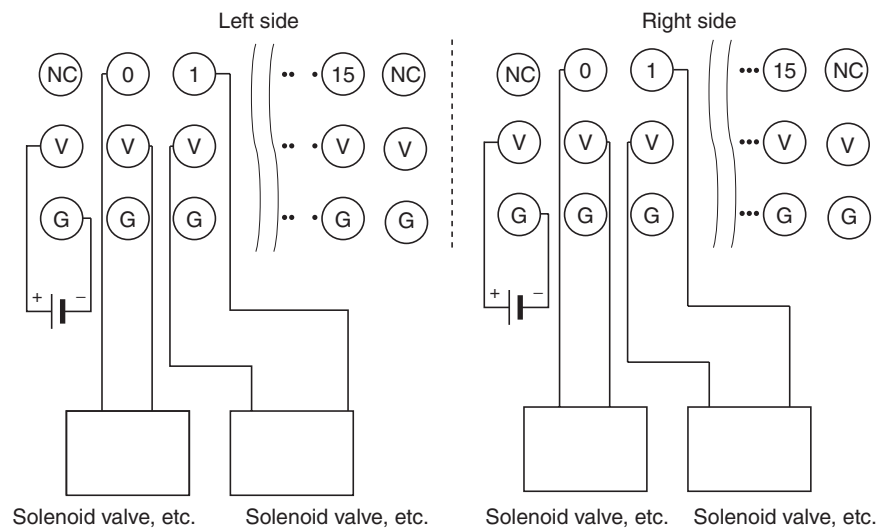 Left side Right side
NC 0 1 ••• 15 NC NC 0 1 ••• 15 NC
V V V ••• V V V V V ••• V V
G G G ••• G G G G G ••• G G
+ – + –
Solenoid valve, etc. Solenoid valve, etc. Solenoid valve, etc. Solenoid valve, etc.